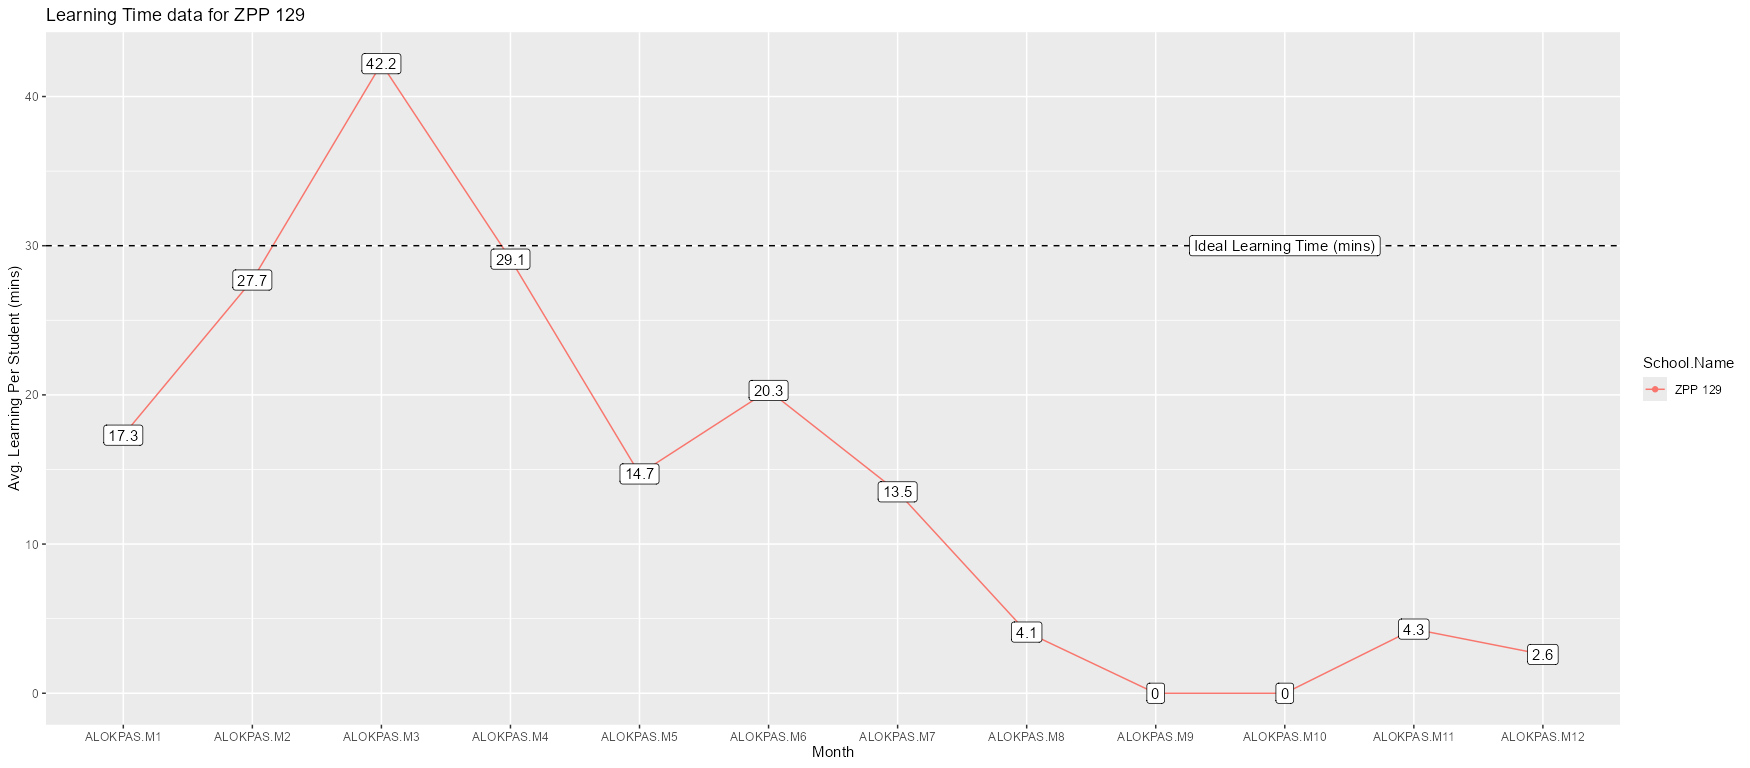 Learning Time data for ZPP 129
Avg. Learning Per Student (mins)
40
30
20
10
0
17.3
27.7
42.2
29.1
14.7
20.3
13.5
4.1
0
0
4.3
2.6
Ideal Learning Time (mins)
ALOKPAS.M1
ALOKPAS.M2
ALOKPAS.M3
ALOKPAS.M4
ALOKPAS.M5
ALOKPAS.M6
ALOKPAS.M7
ALOKPAS.M8
ALOKPAS.M9
ALOKPAS.M10
ALOKPAS.M11
ALOKPAS.M12
Month
School.Name
ZPP 129